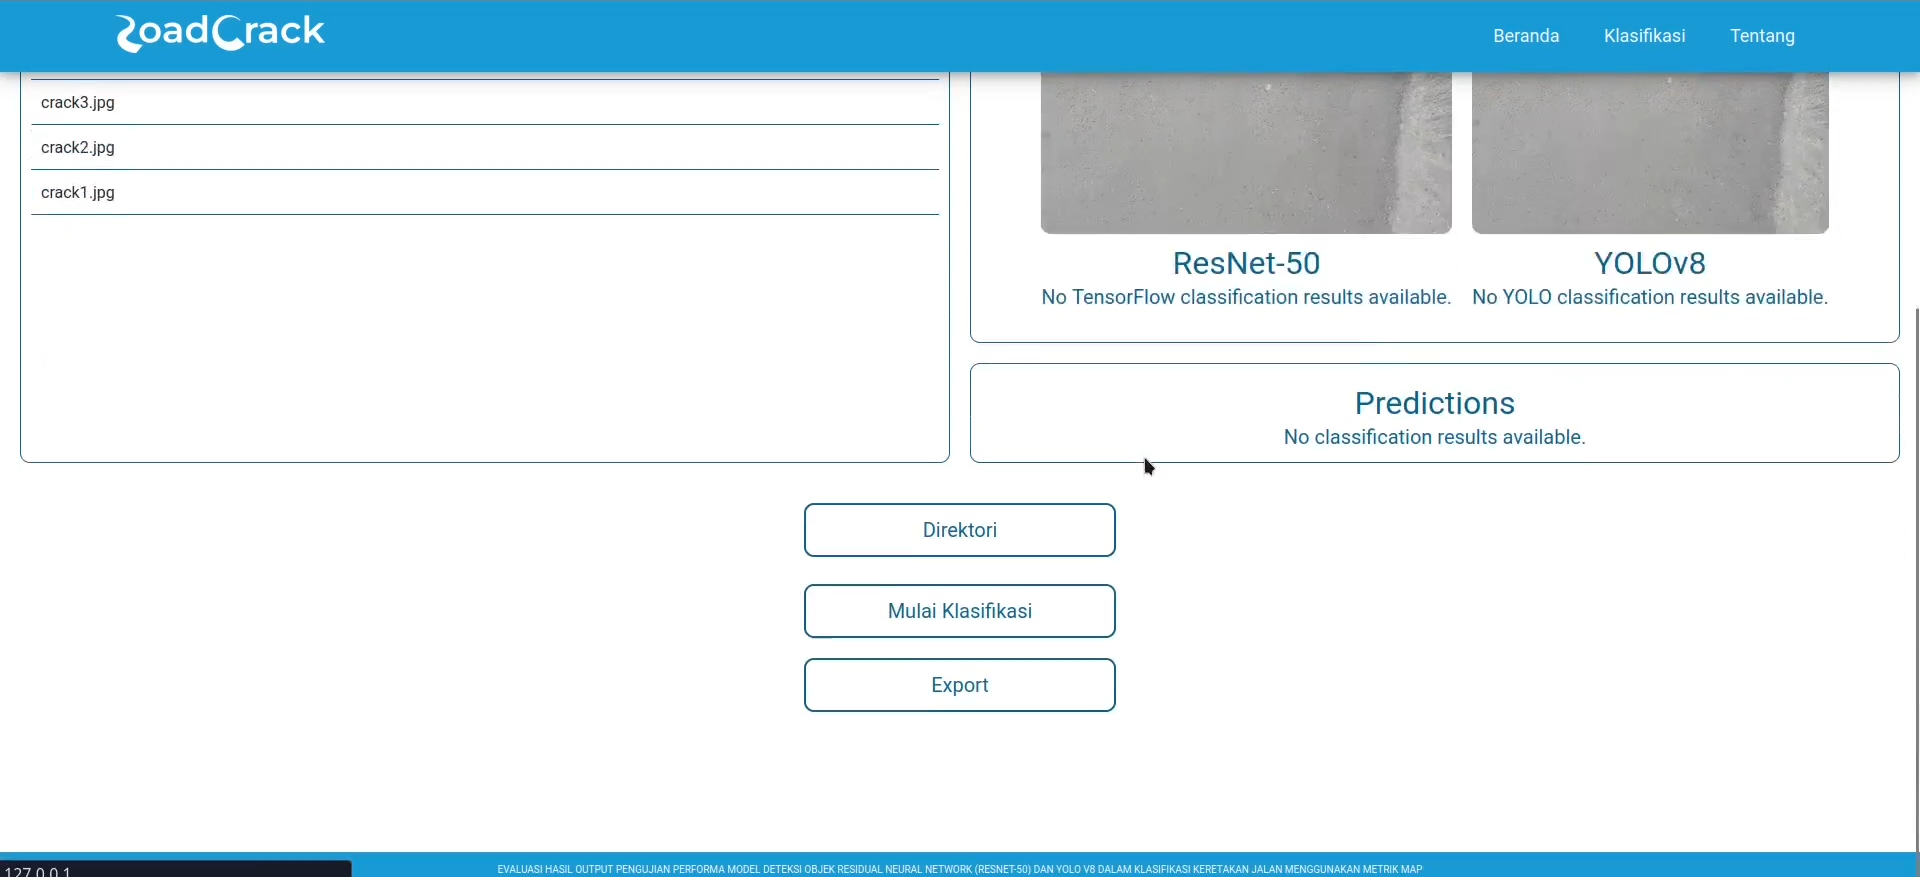 RoadCrack
Beranda
Klasifikasi
Tentang
crack3.jpg
crack2.jpg
crack1.jpg
ResNet-50
No TensorFlow classification results available.
YOLOv8
No YOLO classification results available.
Predictions
No classification results available.
Direktori
Mulai Klasifikasi
Export
127.0.0.1
EVALUASI HASIL OUTPUT PENGUJIAN PERFORMA MODEL DETEKSI OBJEK RESIDUAL NEURAL NETWORK (RESNET-50) DAN YOLO V8 DALAM KLASIFIKASI KERETAKAN JALAN MENGGUNAKAN METRIK MAP